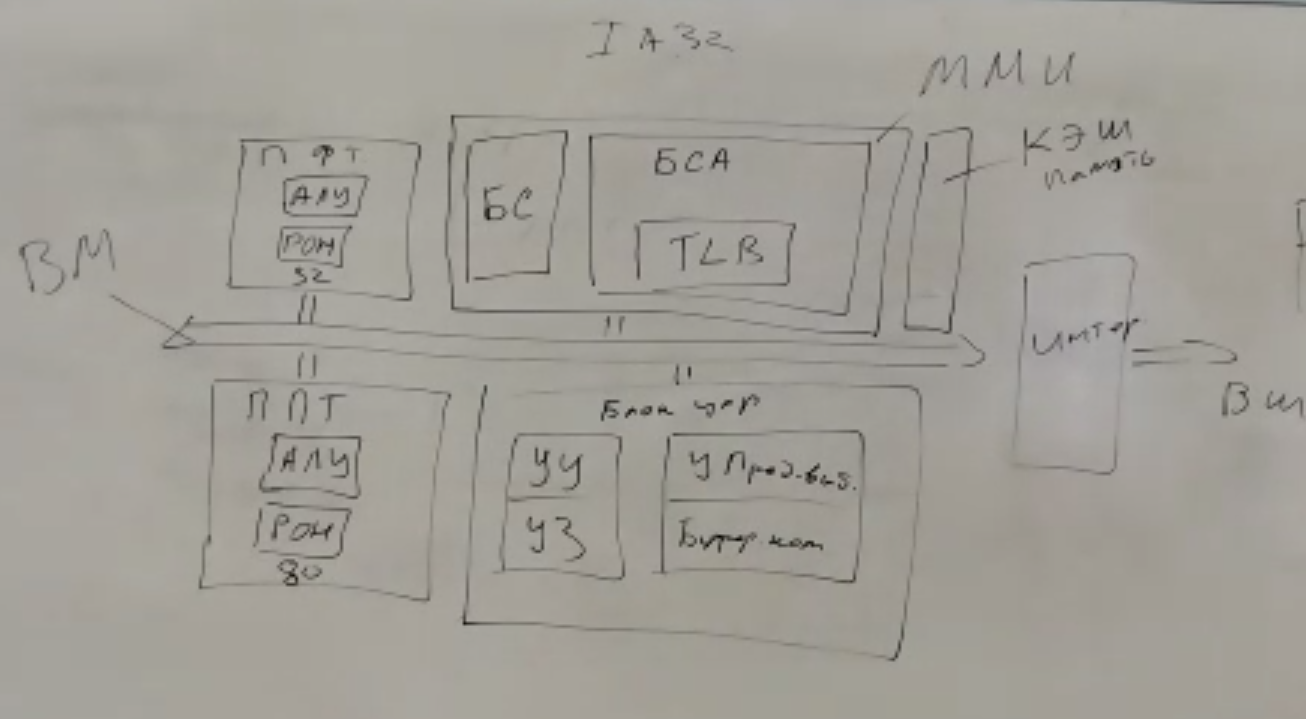 IA32
ММU
КЭШ
память
ПФТ
АЛУ
РОН
32
БС
БСА
TLB
ВМ
Интер
ВШ
ППТ
АЛУ
РОН
80
Блок упр
УУ
УЗ
У Пред.выб.
Буфер ком